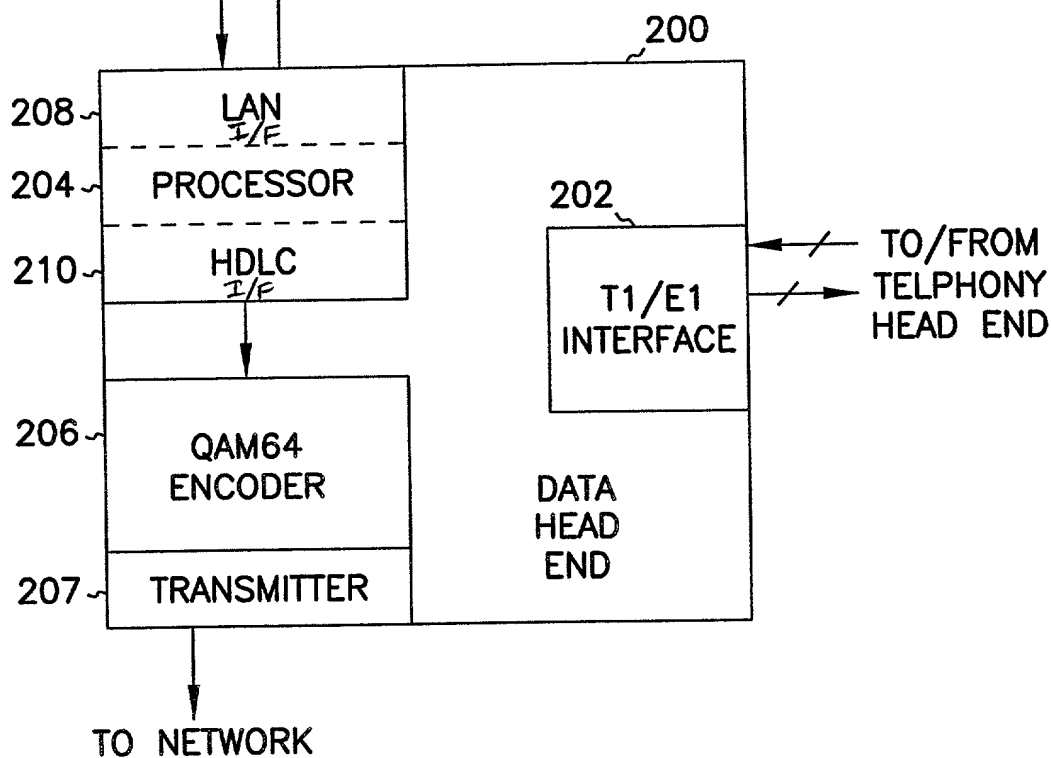 200
208
LAN
I/F
204
PROCESSOR
202
210
HDLC
I/F
T1/E1
INTERFACE
TO/FROM
TELPHONY
HEAD END
206
QAM64
ENCODER
DATA
HEAD
END
207
TRANSMITTER
TO NETWORK